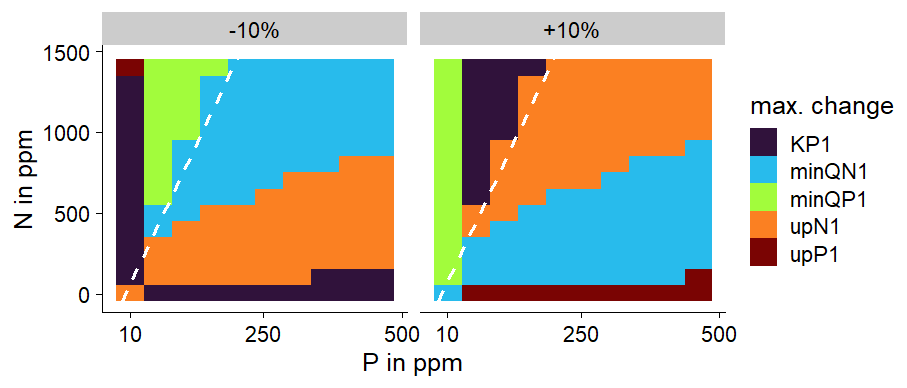 -10%
+10%
1500
1000
500
0
N in ppm
10
250
500
10
250
500
P in ppm
max. change
KP1
minQN1
minQP1
upN1
upP1